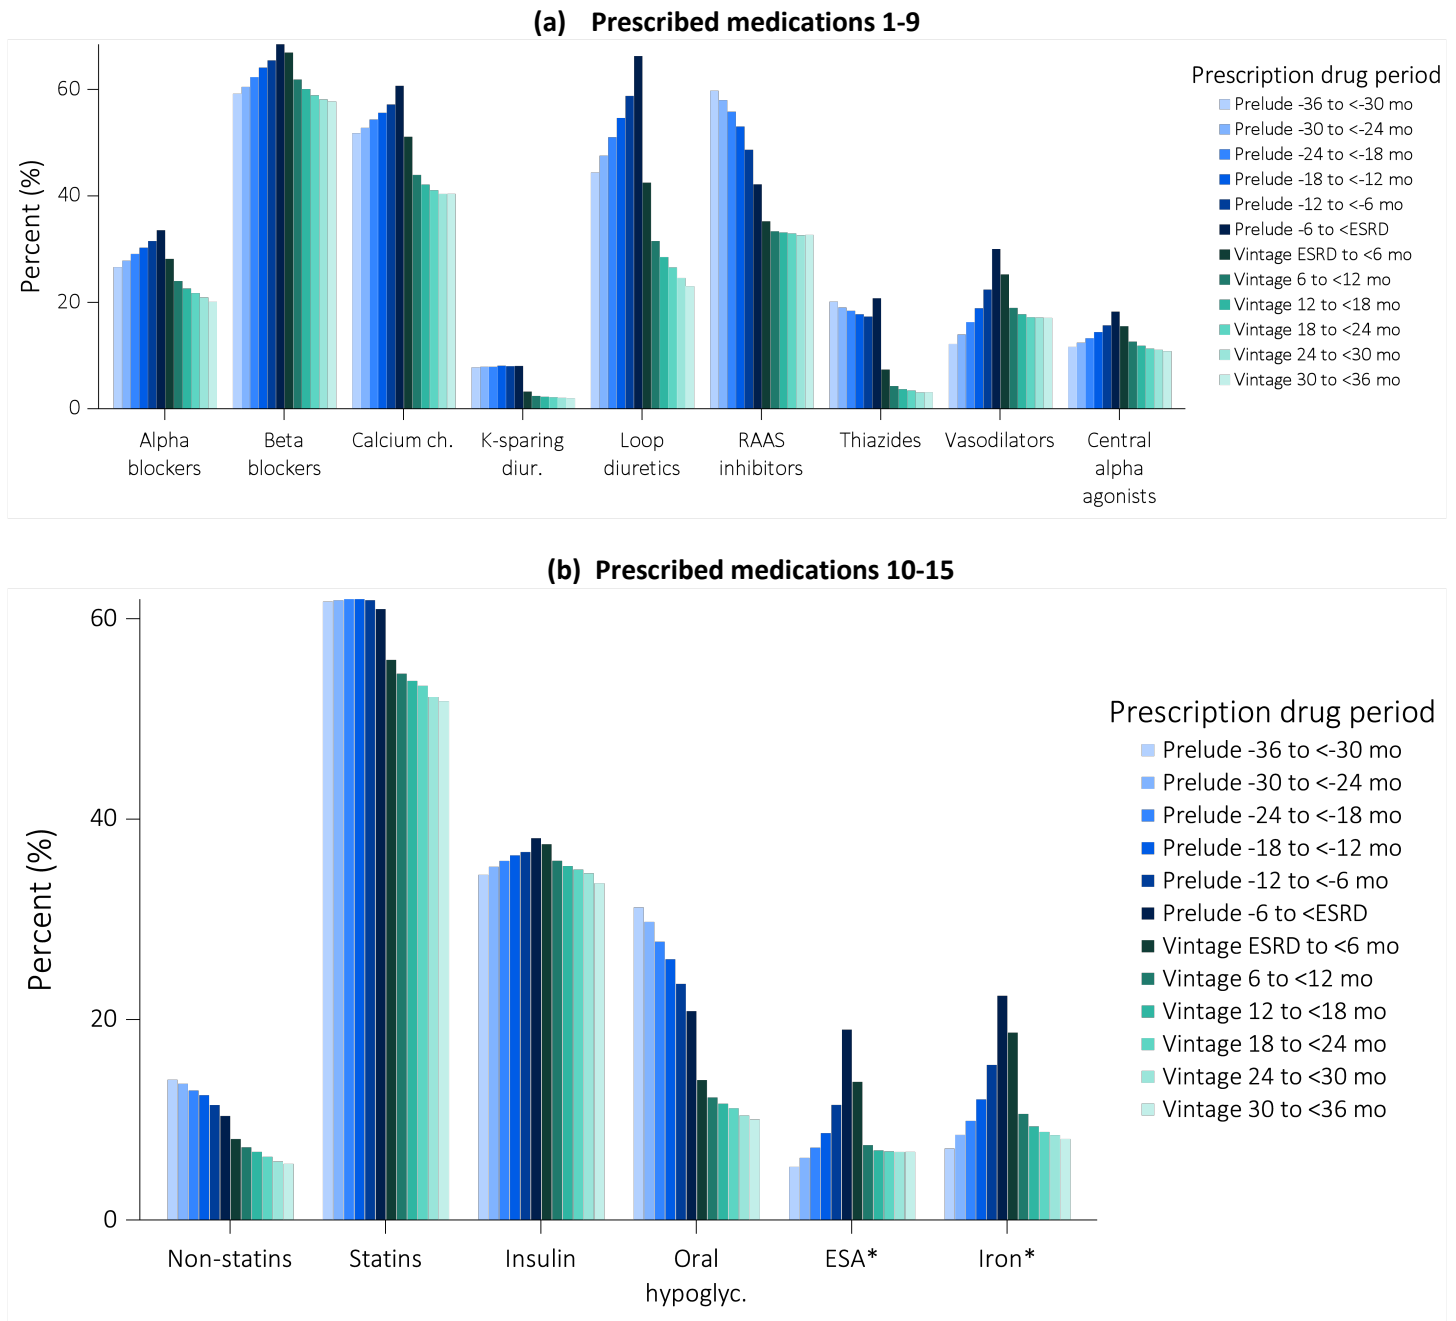 (a) Prescribed medications 1-9
Percent (%)
60
40
20
0
Alpha
blockers
Beta
blockers
Calcium ch.
K-sparing
diur.
Loop
diuretics
RAAS
inhibitors
Thiazides
Vasodilators
Central
alpha
agonists
Prescription drug period
Prelude -36 to <-30 mo
Prelude -30 to <-24 mo
Prelude -24 to <-18 mo
Prelude -18 to <-12 mo
Prelude -12 to <-6 mo
Prelude -6 to <ESRD
Vintage ESRD to <6 mo
Vintage 6 to <12 mo
Vintage 12 to <18 mo
Vintage 18 to <24 mo
Vintage 24 to <30 mo
Vintage 30 to <36 mo
(b) Prescribed medications 10-15
Percent (%)
60
40
20
0
Non-statins
Statins
Insulin
Oral
hypoglyc.
ESA*
Iron*
Prescription drug period
Prelude -36 to <-30 mo
Prelude -30 to <-24 mo
Prelude -24 to <-18 mo
Prelude -18 to <-12 mo
Prelude -12 to <-6 mo
Prelude -6 to <ESRD
Vintage ESRD to <6 mo
Vintage 6 to <12 mo
Vintage 12 to <18 mo
Vintage 18 to <24 mo
Vintage 24 to <30 mo
Vintage 30 to <36 mo